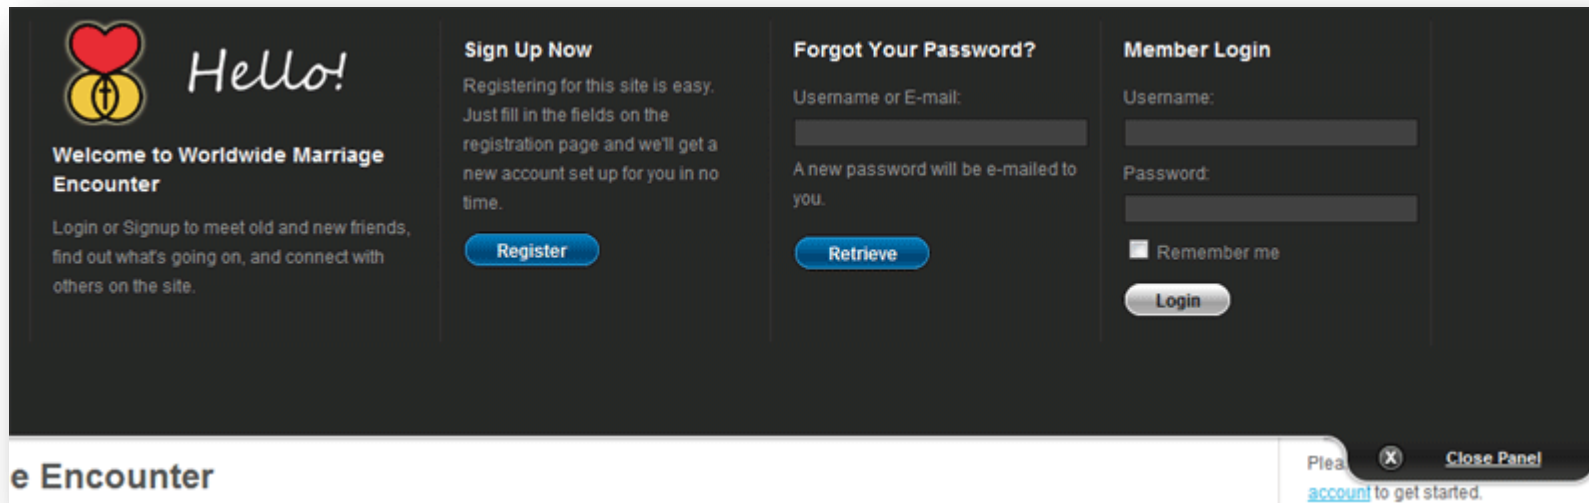 Hello!
Welcome to Worldwide Marriage
Encounter
Login or Signup to meet old and new friends,
find out what's going on, and connect with
others on the site.
Sign Up Now
Registering for this site is easy.
Just fill in the fields on the
registration page and we'll get a
new account set up for you in no
time.
Register
Forgot Your Password?
Username or E-mail:
A new password will be e-mailed to
you.
Retrieve
Member Login
Username:
Password:
Remember me
Login
Close Panel
e Encounter
Plea
account to get started.